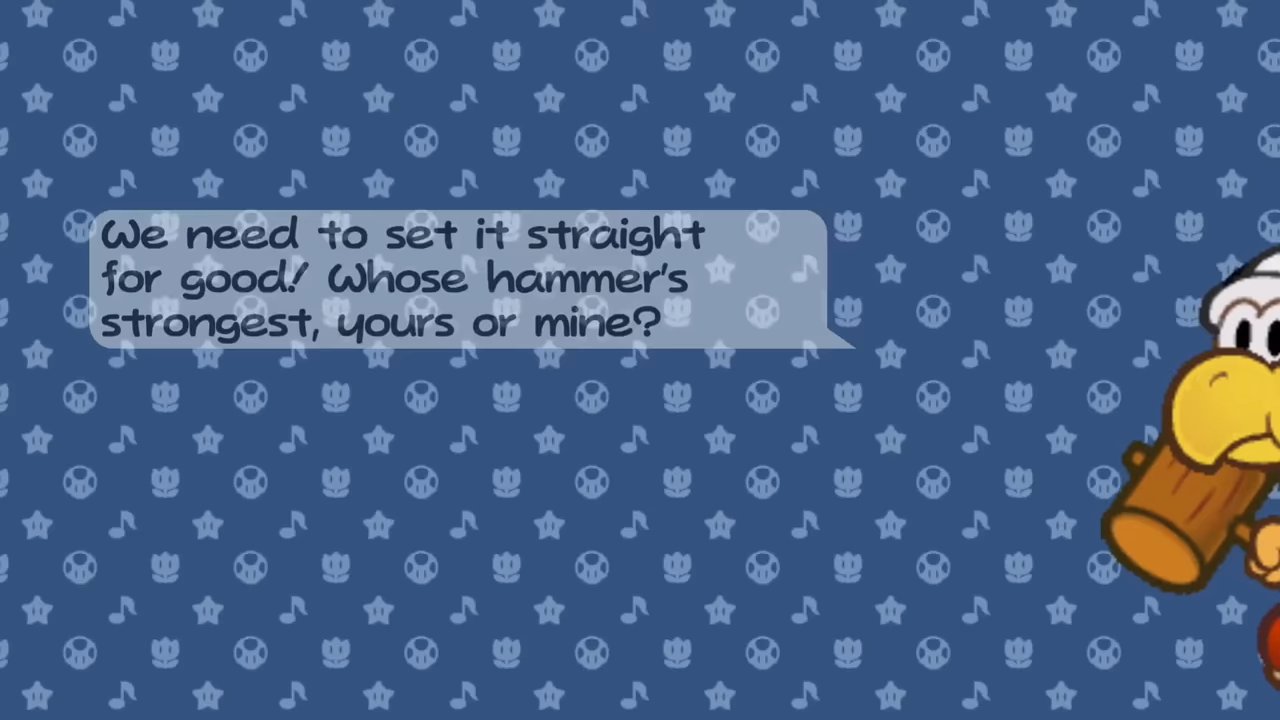 We need to set it straight
for good! Whose hammer's
strongest, yours or mine?